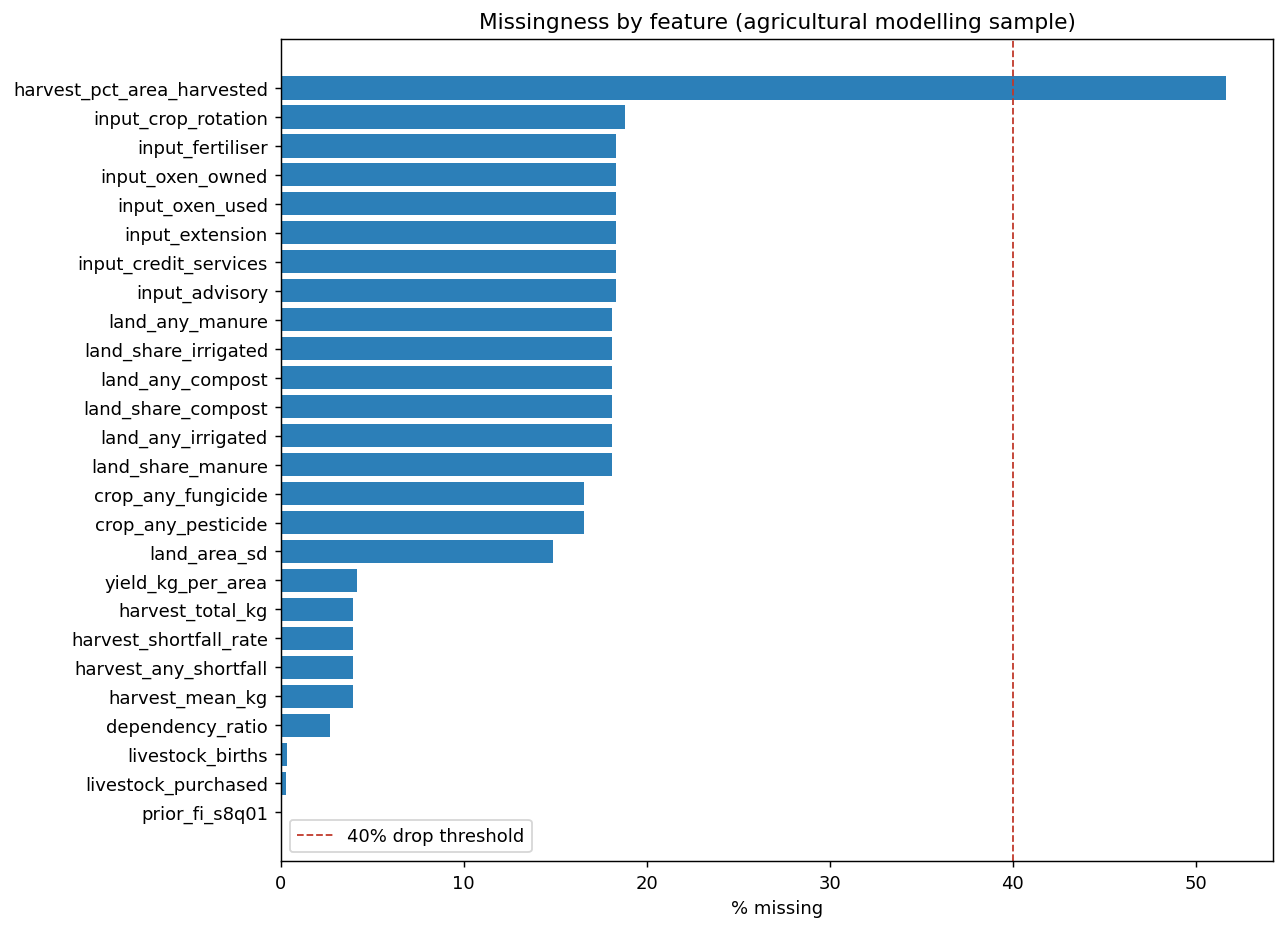 Missingness by feature (agricultural modelling sample)
harvest_pct_area_harvested
input_crop_rotation
input_fertiliser
input_oxen_owned
input_oxen_used
input_extension
input_credit_services
input_advisory
land_any_manure
land_share_irrigated
land_any_compost
land_share_compost
land_any_irrigated
land_share_manure
crop_any_fungicide
crop_any_pesticide
land_area_sd
yield_kg_per_area
harvest_total_kg
harvest_shortfall_rate
harvest_any_shortfall
harvest_mean_kg
dependency_ratio
livestock_births
livestock_purchased
prior_fi_s8q01
40% drop threshold
0 10 20 30 40 50
% missing